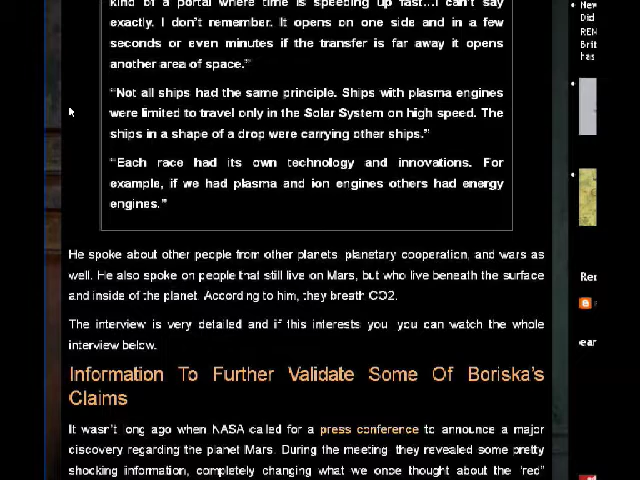 kind of a portal where time is speeding up fast...I can't say
exactly. I don't remember. It opens on one side and in a few
seconds or even minutes if the transfer is far away it opens
another area of space."
"Not all ships had the same principle. Ships with plasma engines
were limited to travel only in the Solar System on high speed. The
ships in a shape of a drop were carrying other ships."
"Each race had its own technology and innovations. For
example, if we had plasma and ion engines others had energy
engines."
He spoke about other people from other planets, planetary cooperation, and wars as
well. He also spoke on people that still live on Mars, but who live beneath the surface
and inside of the planet. According to him, they breath CO2.
The interview is very detailed and if this interests you, you can watch the whole
interview below.
Information To Further Validate Some Of Boriska's
Claims
It wasn't long ago when NASA called for a press conference to announce a major
discovery regarding the planet Mars. During the meeting, they revealed some pretty
shocking information, completely changing what we once thought about the 'red"
Nev
Did
REM
Brit
has
Rer
ear